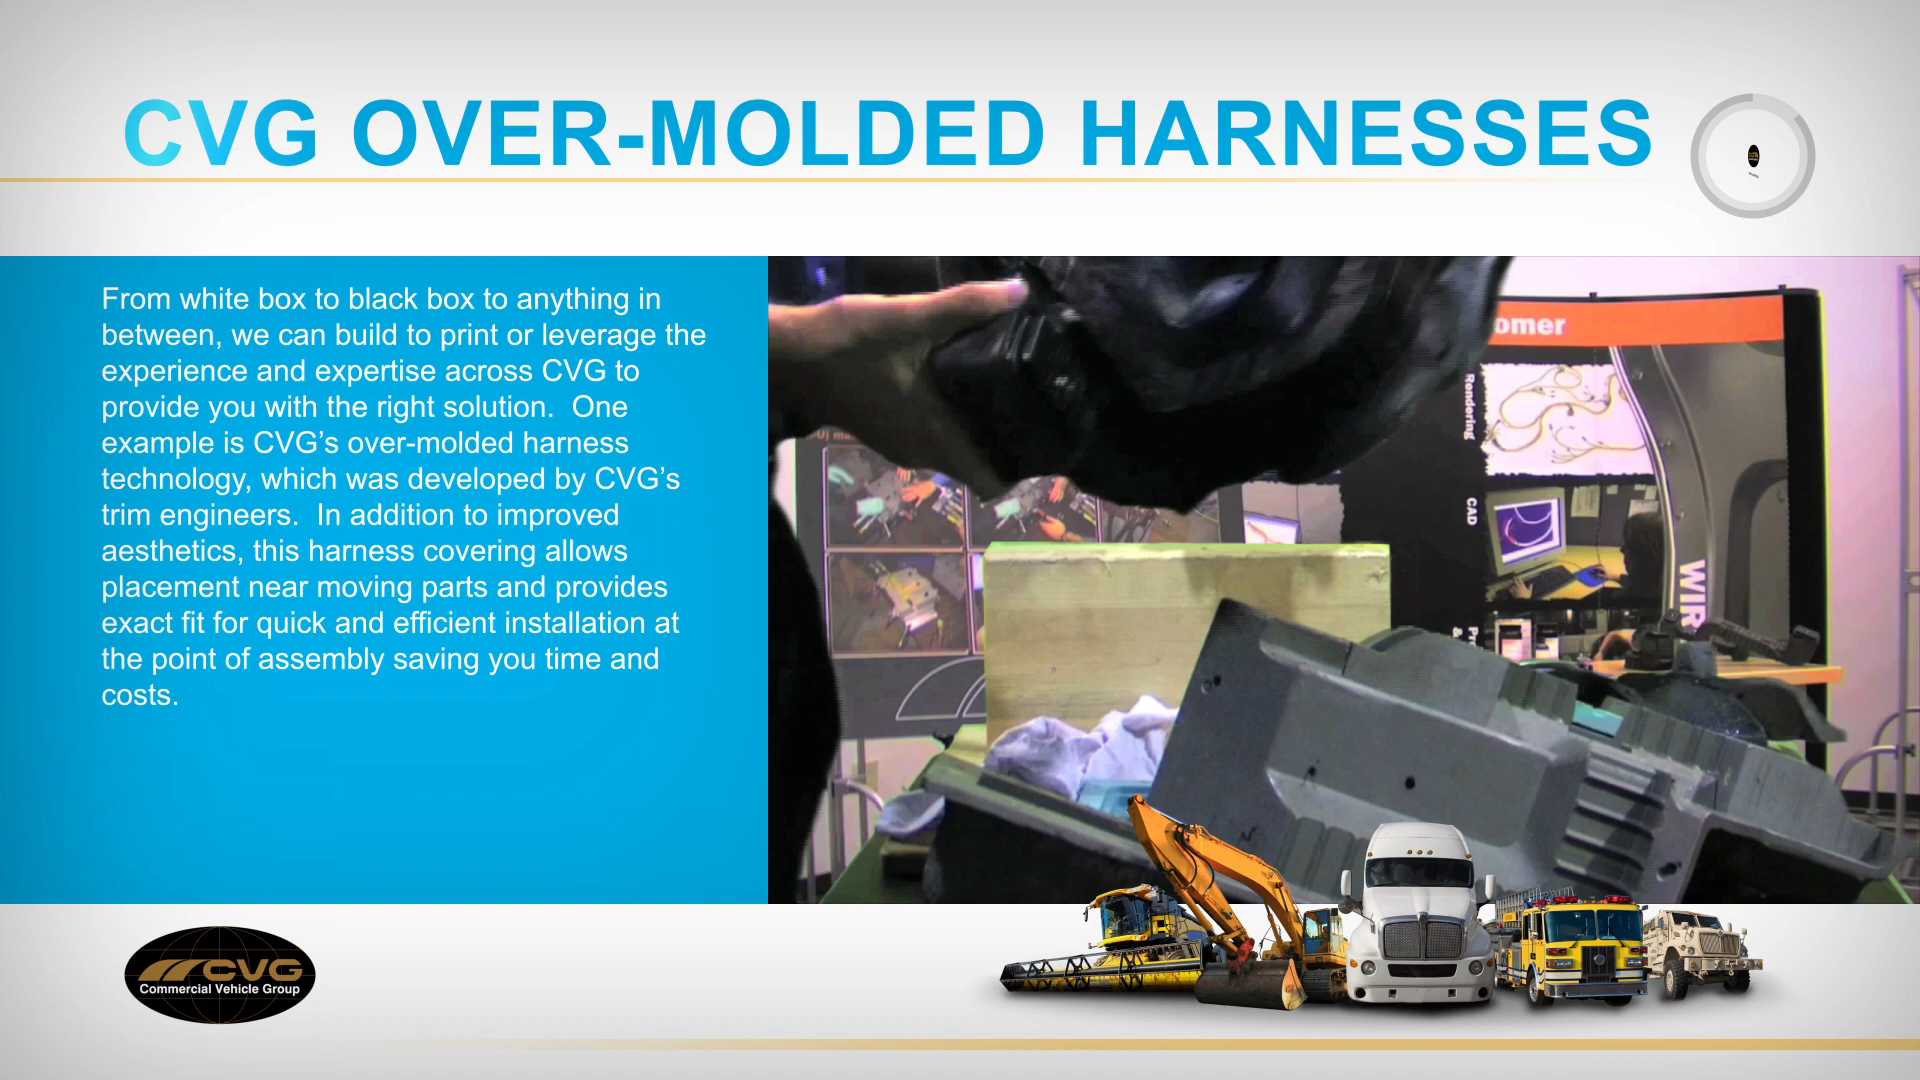 CVG OVER-MOLDED HARNESSES
From white box to black box to anything in
between, we can build to print or leverage the
experience and expertise across CVG to
provide you with the right solution.  One
example is CVG’s over-molded harness
technology, which was developed by CVG’s
trim engineers.  In addition to improved
aesthetics, this harness covering allows
placement near moving parts and provides
exact fit for quick and efficient installation at
the point of assembly saving you time and
costs.
omer
Rendering
CAD
WIR
&
CVG
Commercial Vehicle Group